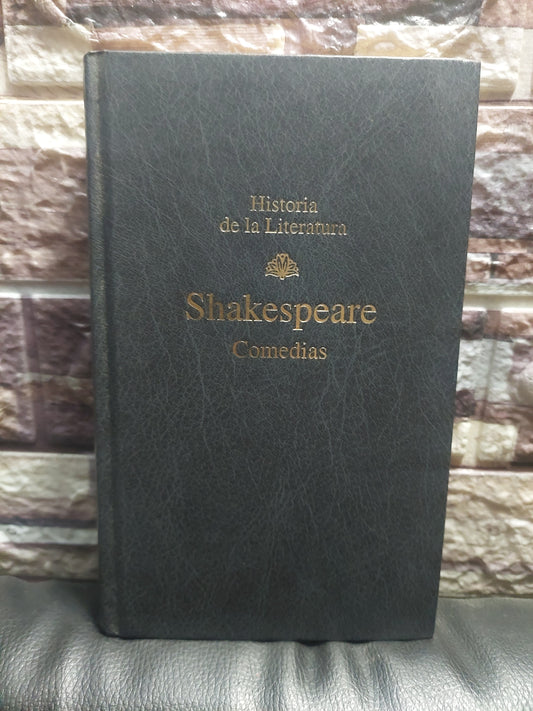 Historia
de la Literatura
Shakespeare
Comedias